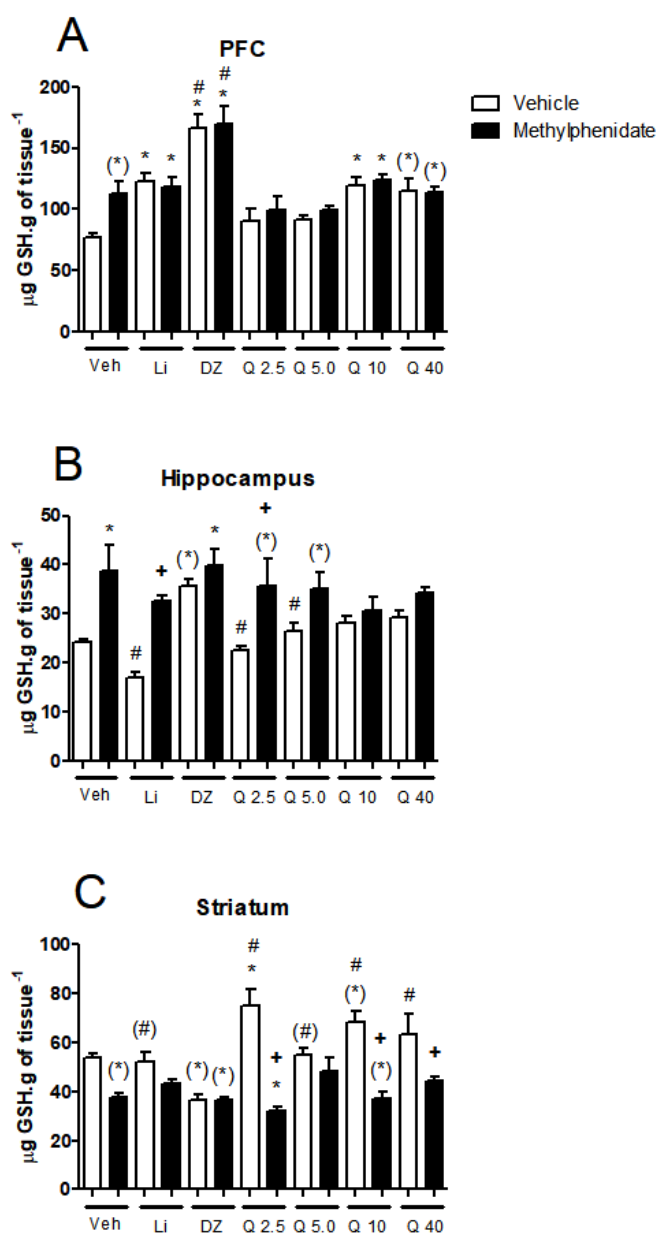 A
PFC
Vehicle
Methylphenidate
µg GSH.g of tissue⁻¹
200
150
100
50
0
(*) * * # * # * * * (*) (*)
Veh Li DZ Q 2.5 Q 5.0 Q 10 Q 40
B
Hippocampus
µg GSH.g of tissue⁻¹
50
40
30
20
10
0
* # + (*) * # + (*) # (*)
Veh Li DZ Q 2.5 Q 5.0 Q 10 Q 40
C
Striatum
µg GSH.g of tissue⁻¹
100
80
60
40
20
0
(*) (#) (*) (*) # * + * (#) # (*) + (*) # +
Veh Li DZ Q 2.5 Q 5.0 Q 10 Q 40